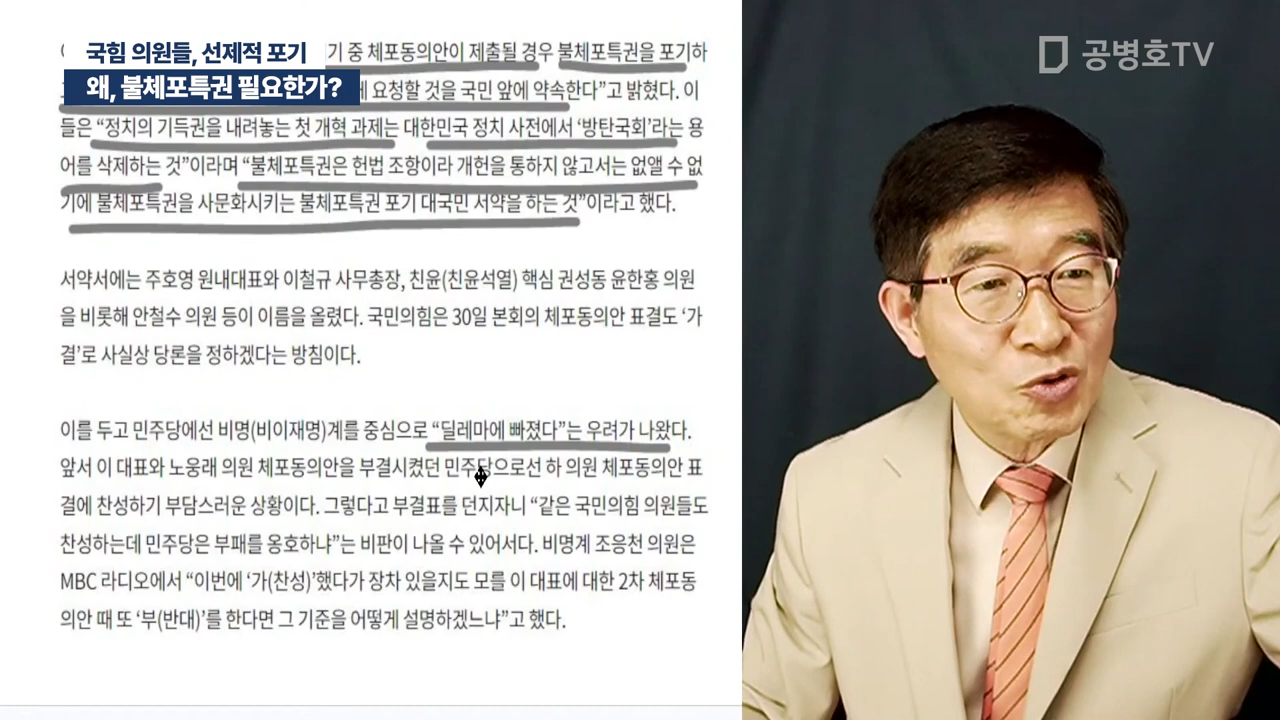 국힘 의원들, 선제적 포기
왜, 불체포특권 필요한가?
공병호TV
기 중 체포동의안이 제출될 경우 불체포특권을 포기하
에 요청할 것을 국민 앞에 약속한다”고 밝혔다. 이
들은 “정치의 기득권을 내려놓는 첫 개혁 과제는 대한민국 정치 사전에서 ‘방탄국회’라는 용
어를 삭제하는 것”이라며 “불체포특권은 헌법 조항이라 개헌을 통하지 않고서는 없앨 수 없
기에 불체포특권을 사문화시키는 불체포특권 포기 대국민 서약을 하는 것”이라고 했다.
서약서에는 주호영 원내대표와 이철규 사무총장, 친윤(친윤석열) 핵심 권성동 윤한홍 의원
을 비롯해 안철수 의원 등이 이름을 올렸다. 국민의힘은 30일 본회의 체포동의안 표결도 ‘가
결’로 사실상 당론을 정하겠다는 방침이다.
이를 두고 민주당에선 비명(비이재명)계를 중심으로 “딜레마에 빠졌다”는 우려가 나왔다.
앞서 이 대표와 노웅래 의원 체포동의안을 부결시켰던 민주당으로선 하 의원 체포동의안 표
결에 찬성하기 부담스러운 상황이다. 그렇다고 부결표를 던지자니 “같은 국민의힘 의원들도
찬성하는데 민주당은 부패를 옹호하냐”는 비판이 나올 수 있어서다. 비명계 조응천 의원은
MBC 라디오에서 “이번에 ‘가(찬성)’했다가 장차 있을지도 모를 이 대표에 대한 2차 체포동
의안 때 또 ‘부(반대)’를 한다면 그 기준을 어떻게 설명하겠느냐”고 했다.